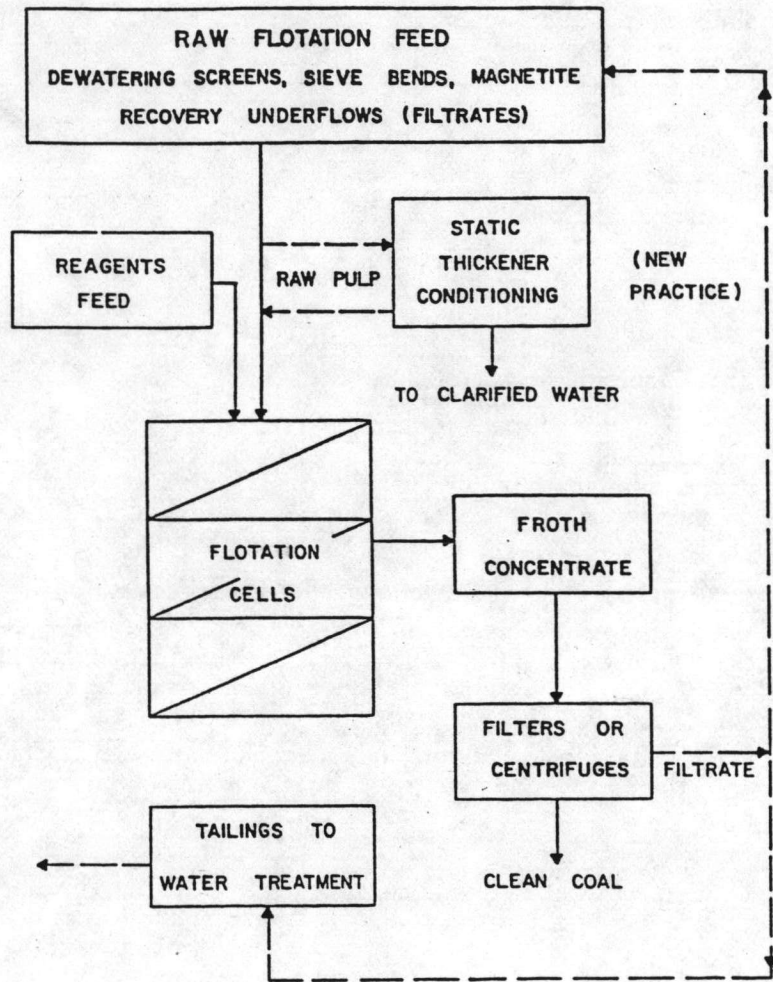 RAW FLOTATION FEED
DEWATERING SCREENS, SIEVE BENDS, MAGNETITE
RECOVERY UNDERFLOWS (FILTRATES)
REAGENTS
FEED
RAW PULP
STATIC
THICKENER
CONDITIONING
(NEW
PRACTICE)
TO CLARIFIED WATER
FLOTATION
CELLS
FROTH
CONCENTRATE
FILTERS OR
CENTRIFUGES
FILTRATE
TAILINGS TO
WATER TREATMENT
CLEAN COAL